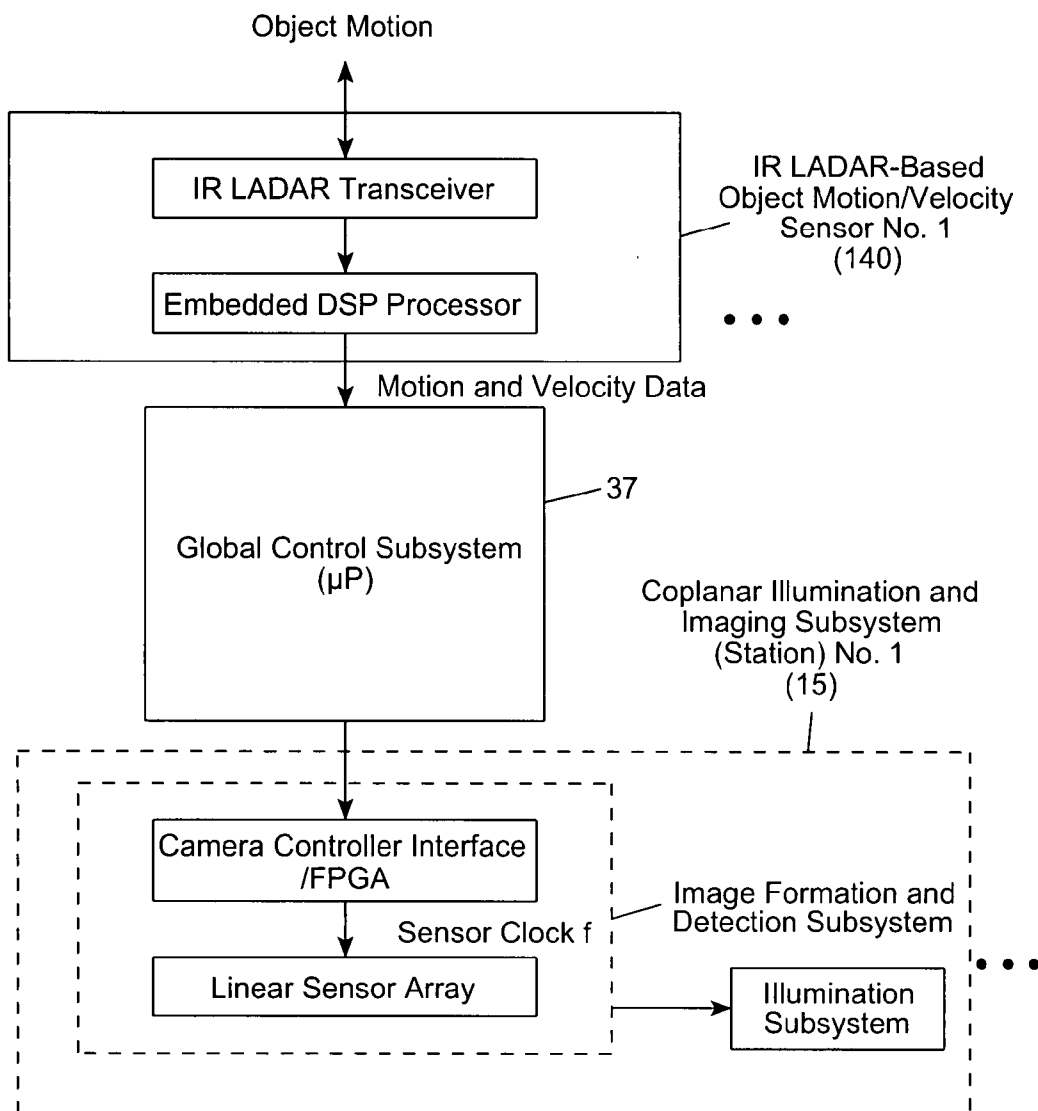 Object Motion
IR LADAR Transceiver
IR LADAR-Based
Object Motion/Velocity
Sensor No. 1
(140)
Embedded DSP Processor
• • •
Motion and Velocity Data
37
Global Control Subsystem
(µP)
Coplanar Illumination and
Imaging Subsystem
(Station) No. 1
(15)
Camera Controller Interface
/FPGA
Image Formation and
Detection Subsystem
Sensor Clock f
Linear Sensor Array
• • •
Illumination
Subsystem